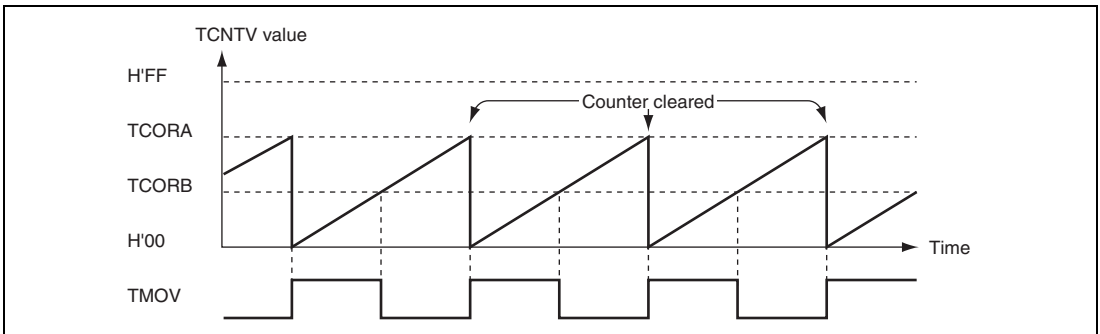 TCNTV value
H'FF
Counter cleared
TCORA
TCORB
H'00
Time
TMOV